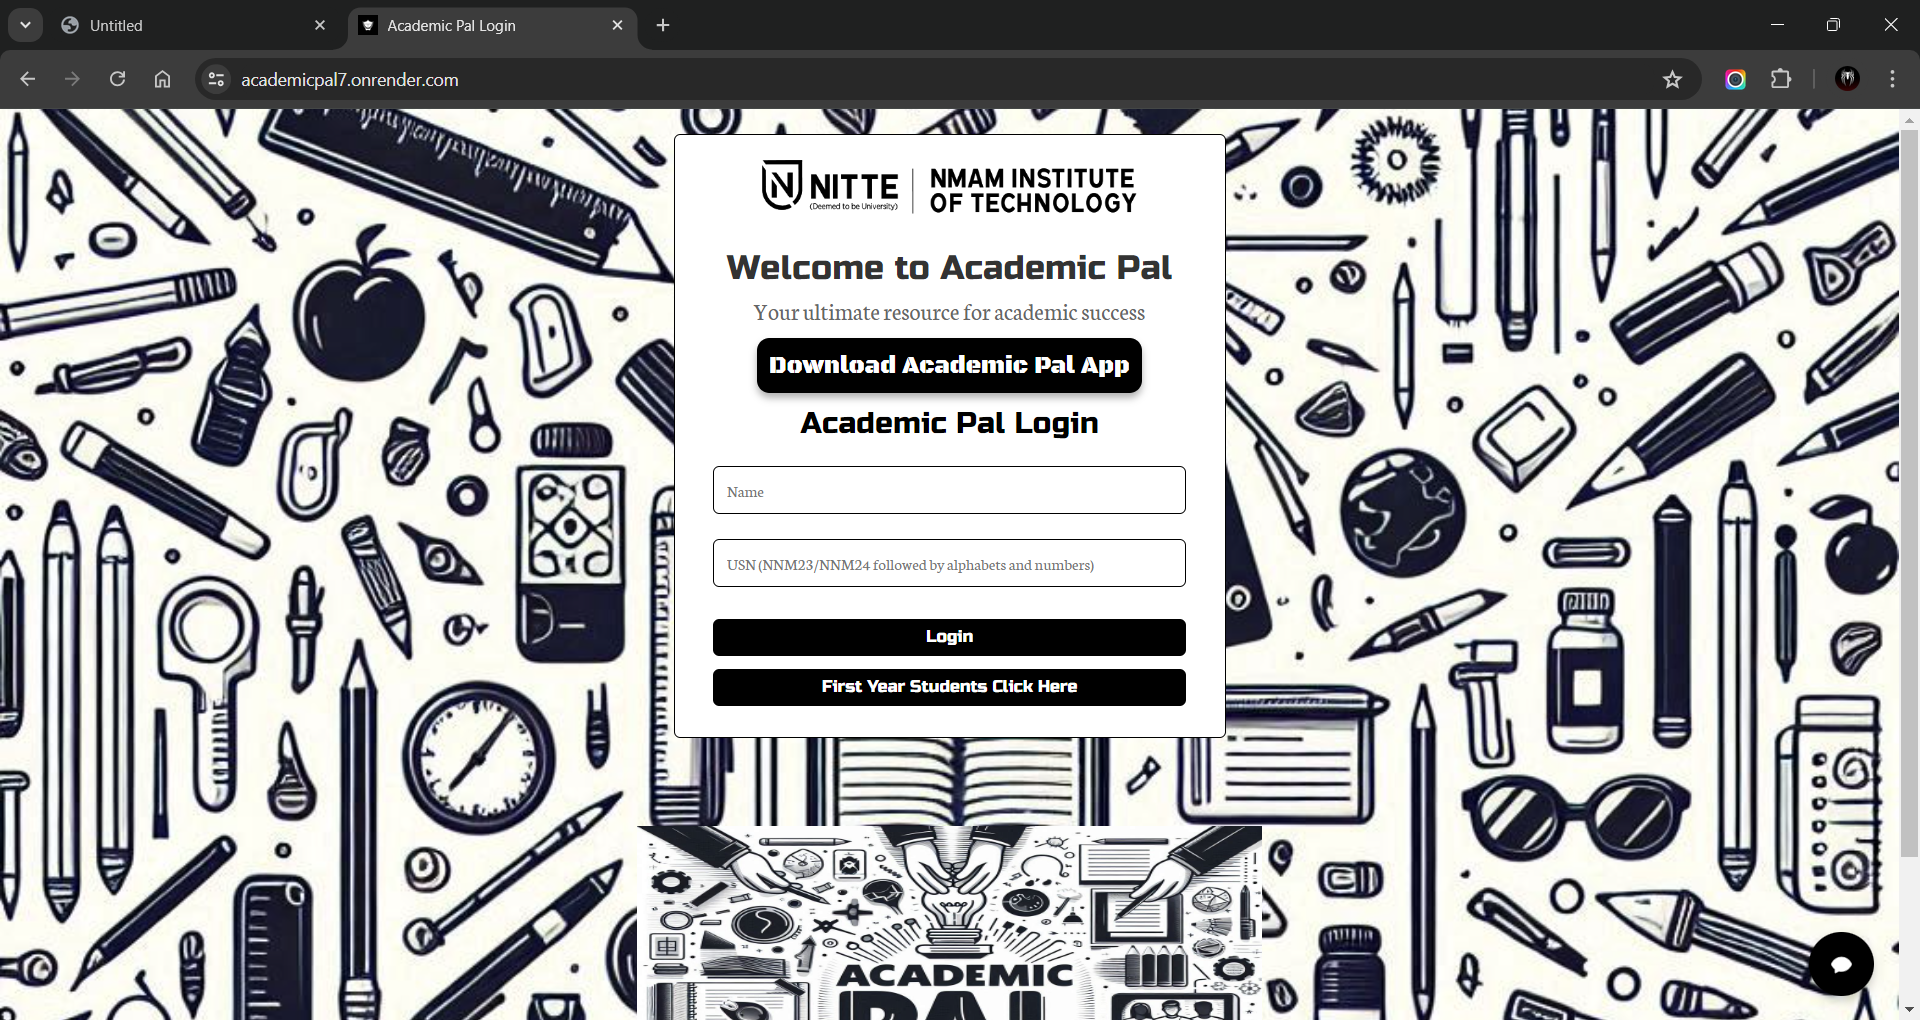 Untitled
Academic Pal Login
academicpal7.onrender.com
NITTE
(Deemed to be University)
NMAM INSTITUTE
OF TECHNOLOGY
Welcome to Academic Pal
Your ultimate resource for academic success
Download Academic Pal App
Academic Pal Login
Name
USN (NNM23/NNM24 followed by alphabets and numbers)
Login
First Year Students Click Here
ACADEMIC
PAL